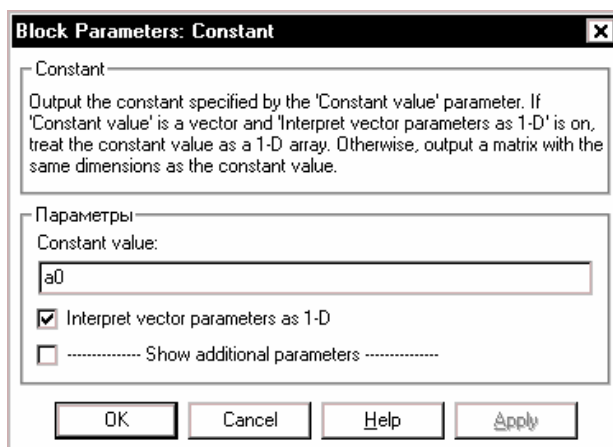 Block Parameters: Constant
Constant
Output the constant specified by the 'Constant value' parameter. If
'Constant value' is a vector and 'Interpret vector parameters as 1-D' is on,
treat the constant value as a 1-D array. Otherwise, output a matrix with the
same dimensions as the constant value.
Параметры
Constant value:
a0
Interpret vector parameters as 1-D
-------------- Show additional parameters --------------
OK Cancel Help Apply